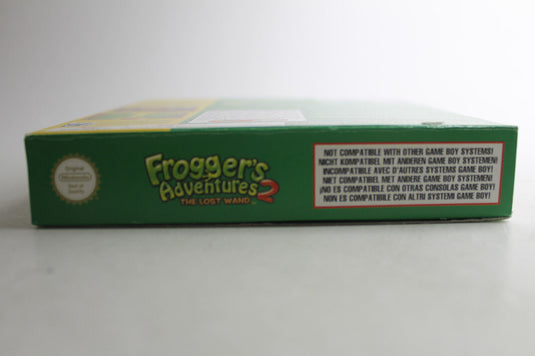 Original
Nintendo
Seal of
Quality
Frogger's
Adventures 2
THE LOST WAND
NOT COMPATIBLE WITH OTHER GAME BOY SYSTEMS!
NICHT KOMPATIBEL MIT ANDEREN GAME BOY SYSTEMEN!
INCOMPATIBLE AVEC D'AUTRES SYSTEMS GAME BOY!
NIET COMPATIBEL MET ANDERE GAME BOY SYSTEMEN!
¡NO ES COMPATIBLE CON OTRAS CONSOLAS GAME BOY!
NON ES COMPATIBILE CON ALTRI SYSTEMI GAME BOY!